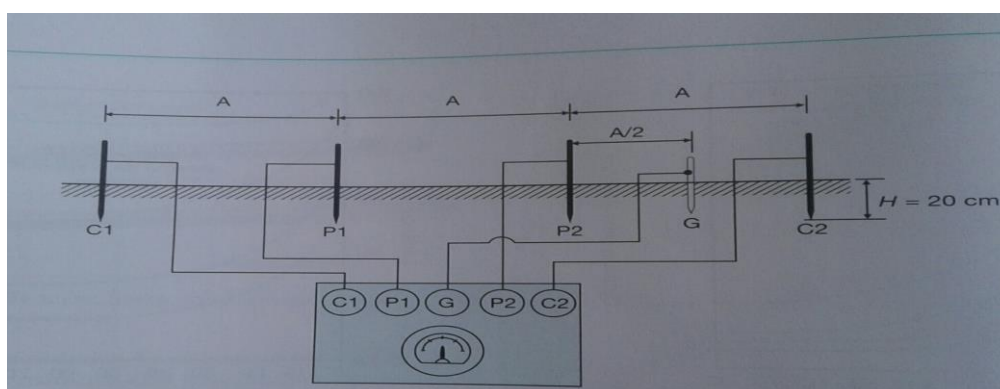 A A A
A/2
H = 20 cm
C1 P1 P2 G C2
C1 P1 G P2 C2